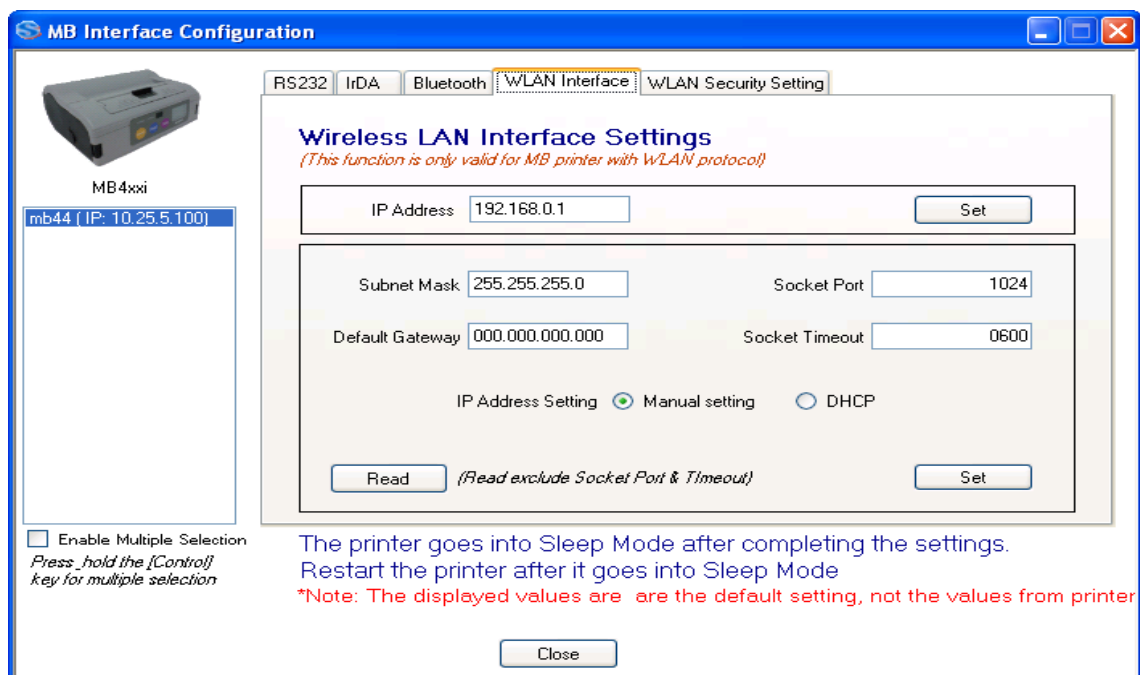 MB Interface Configuration
RS232 IrDA Bluetooth WLAN Interface WLAN Security Setting
Wireless LAN Interface Settings
(This function is only valid for MB printer with WLAN protocol)
MB4xxi
mb44 ( IP: 10.25.5.100)
IP Address 192.168.0.1 Set
Subnet Mask 255.255.255.0 Socket Port 1024
Default Gateway 000.000.000.000 Socket Timeout 0600
IP Address Setting Manual setting DHCP
Read (Read exclude Socket Port & Timeout) Set
Enable Multiple Selection
Press_hold the [Control]
key for multiple selection
The printer goes into Sleep Mode after completing the settings.
Restart the printer after it goes into Sleep Mode
*Note: The displayed values are are the default setting, not the values from printer
Close